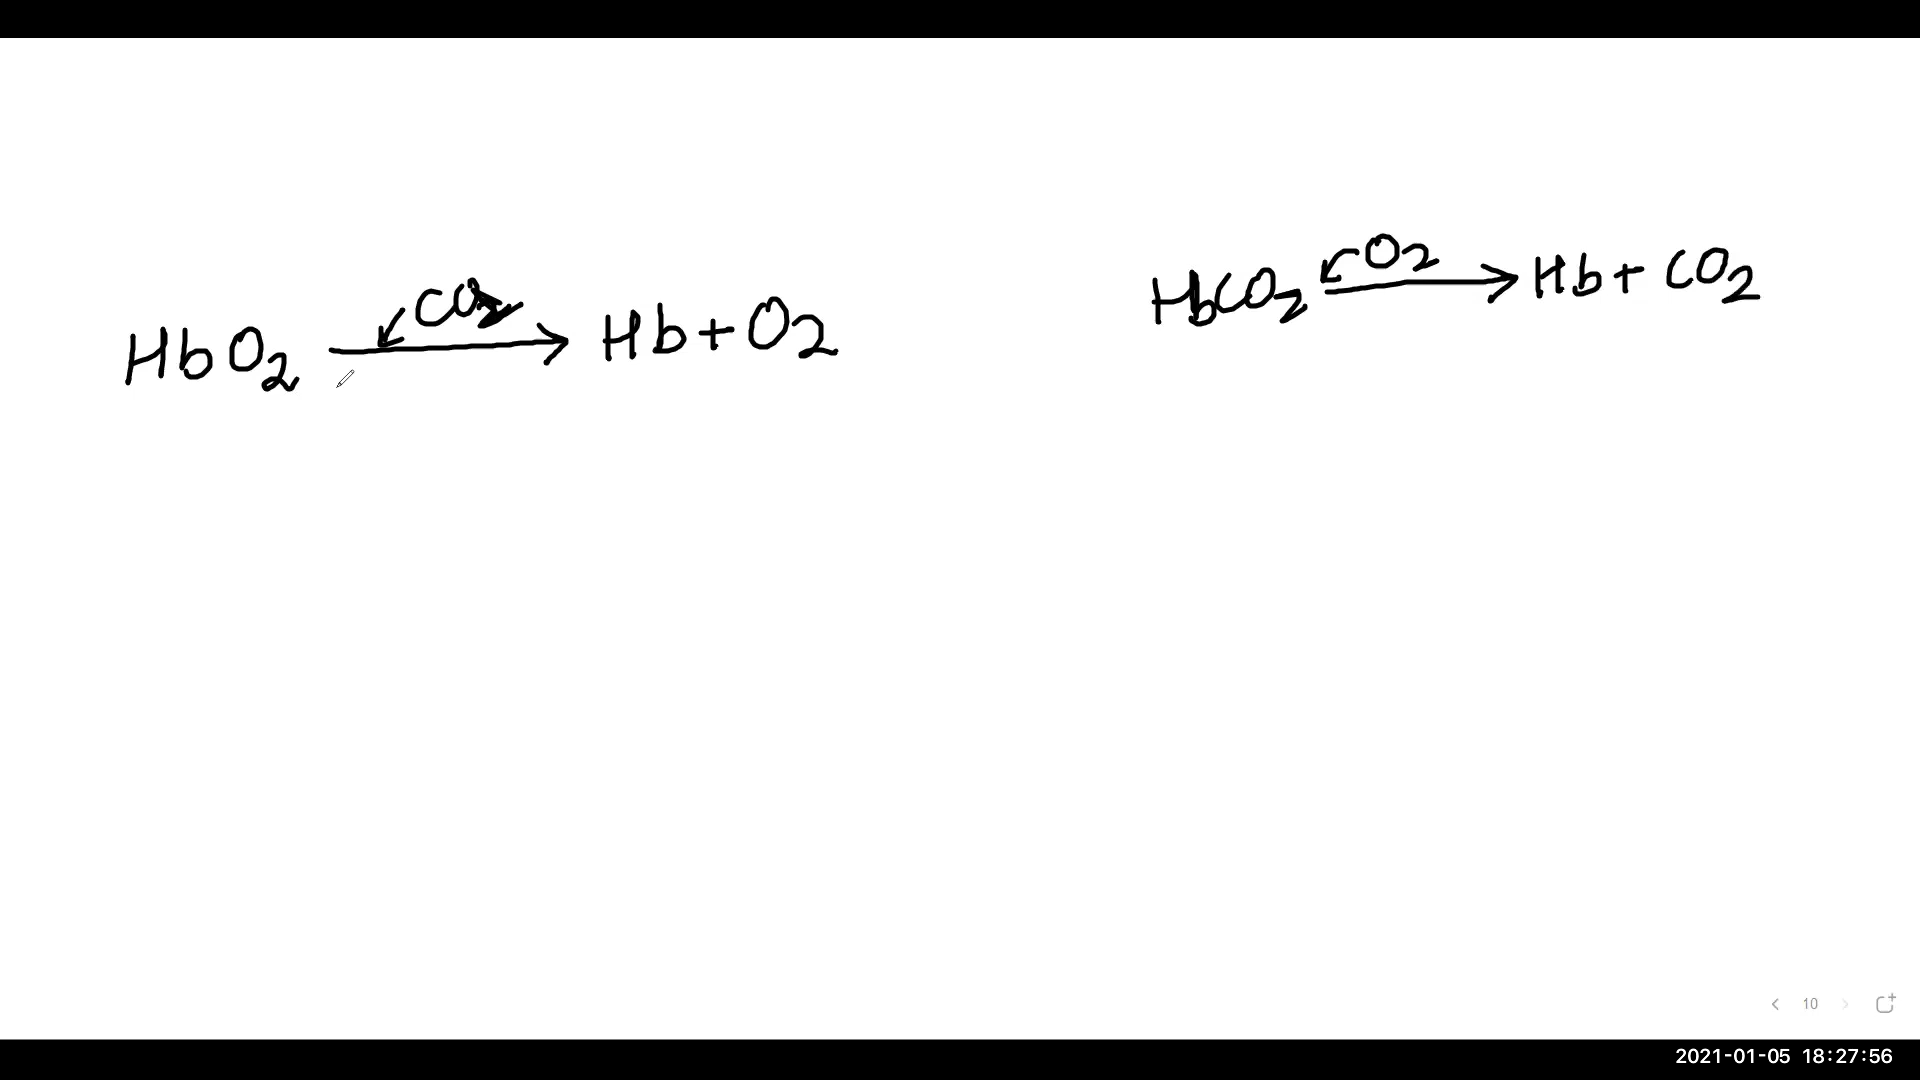 HbO2 CO2 → Hb + O2
HbCO2 O2 → Hb + CO2
10
2021-01-05 18:27:56